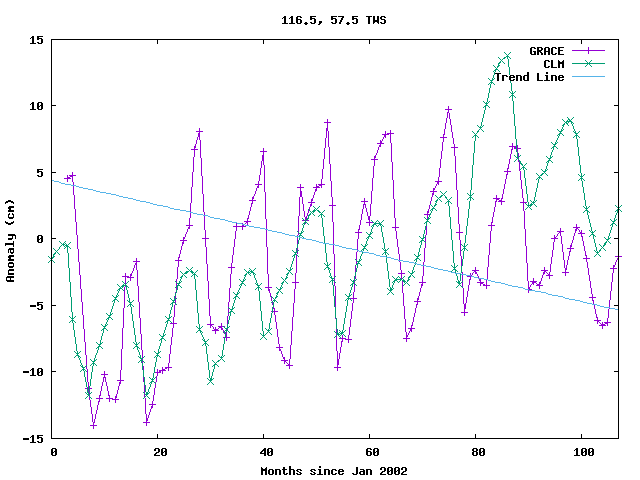 116.5, 57.5 TWS
GRACE
CLM
Trend Line
15
10
5
0
-5
-10
-15
Anomaly (cm)
0 20 40 60 80 100
Months since Jan 2002